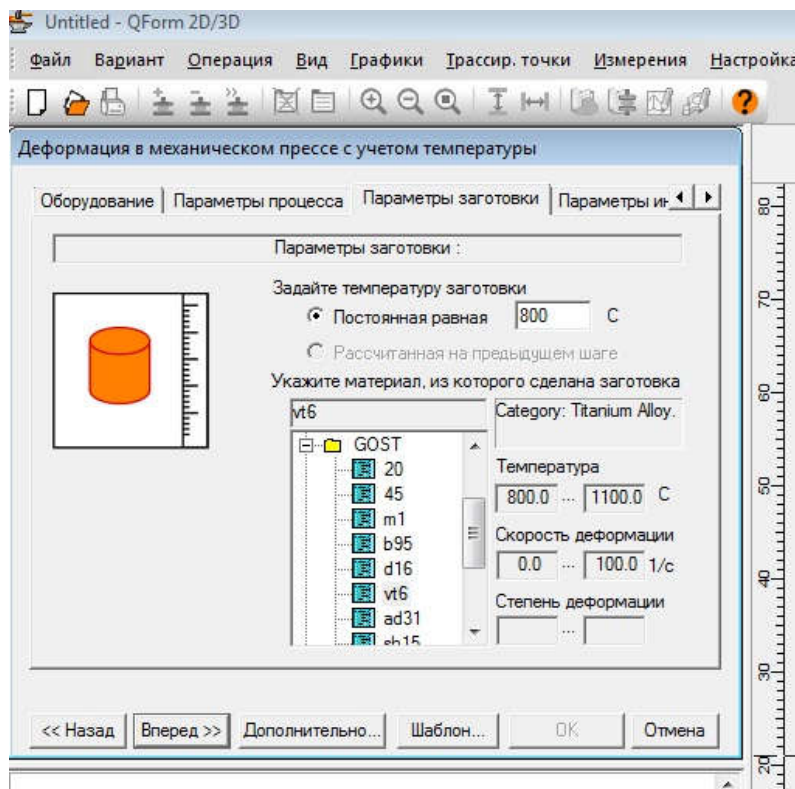 Untitled - QForm 2D/3D
Файл Вариант Операция Вид Графики Трассир. точки Измерения Настройка
Деформация в механическом прессе с учетом температуры
Оборудование Параметры процесса Параметры заготовки Параметры ин
Параметры заготовки :
Задайте температуру заготовки
Постоянная равная 800 C
Рассчитанная на предыдущем шаге
Укажите материал, из которого сделана заготовка
vt6 Category: Titanium Alloy.
GOST
20 Температура
45 800.0 ... 1100.0 C
m1
b95 Скорость деформации
d16 0.0 ... 100.0 1/c
vt6 Степень деформации
ad31 ...
sh15
<< Назад Вперед >> Дополнительно... Шаблон... OK Отмена
80
70
60
50
40
30
20